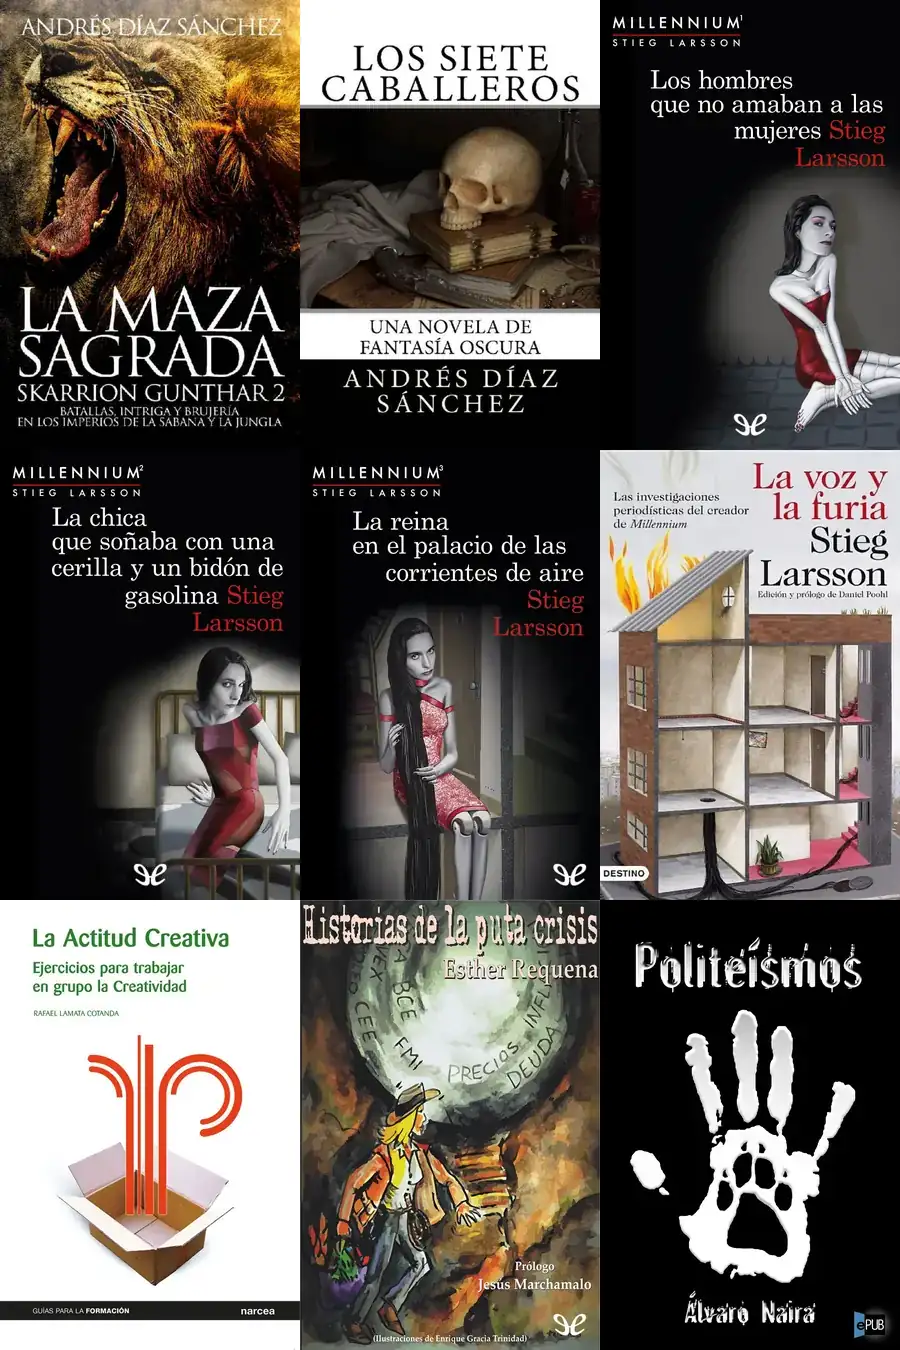 ANDRÉS DÍAZ SÁNCHEZ
LA MAZA
SAGRADA
SKARRION GUNTHAR 2
BATALLAS, INTRIGA Y BRUJERÍA
EN LOS IMPERIOS DE LA SABANA Y LA JUNGLA
LOS SIETE
CABALLEROS
UNA NOVELA DE
FANTASÍA OSCURA
ANDRÉS DÍAZ
SÁNCHEZ
MILLENNIUM¹
STIEG LARSSON
Los hombres
que no amaban a las
mujeres Stieg
Larsson
MILLENNIUM²
STIEG LARSSON
La chica
que soñaba con una
cerilla y un bidón de
gasolina Stieg
Larsson
MILLENNIUM³
STIEG LARSSON
La reina
en el palacio de las
corrientes de aire
Stieg
Larsson
La voz y
la furia
Stieg
Larsson
Edición y prólogo de Daniel Poohl
Las investigaciones
periodísticas del creador
de Millennium
DESTINO
La Actitud Creativa
Ejercicios para trabajar
en grupo la Creatividad
RAFAEL LAMATA COTANDA
GUÍAS PARA LA FORMACIÓN
narcea
Historias de la puta crisis
Esther Requena
CEE
BCE
FMI
PRECIOS
DEUDA
Prólogo
Jesús Marchamalo
(Ilustraciones de Enrique Gracia Trinidad)
Politeísmos
Álvaro Naira
ePUB